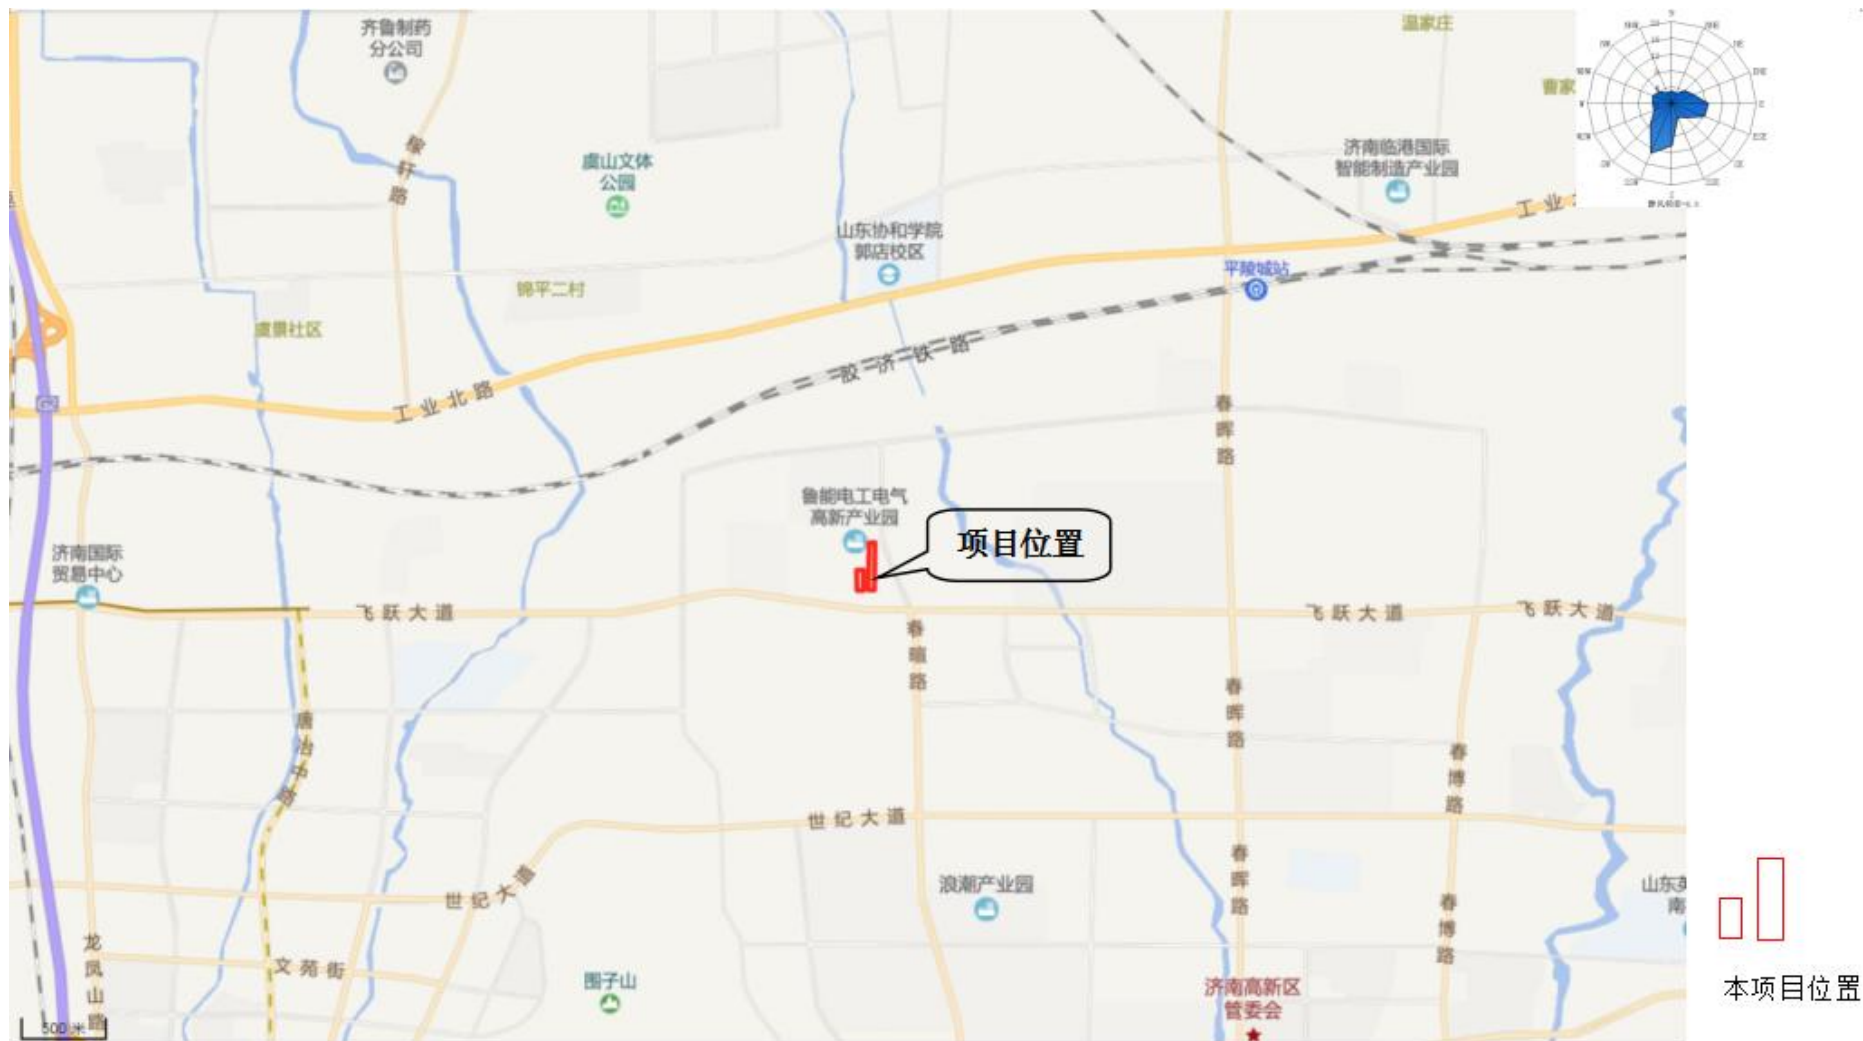 齐鲁制药
分公司
温家庄
曹家
稼轩路
虞山文体
公园
济南临港国际
智能制造产业园
工业
山东协和学院
郭店校区
平陵城站
锦平二村
虞景社区
胶济铁路
工业北路
G2
春晖路
鲁能电工电气
高新产业园
项目位置
济南国际
贸易中心
飞跃大道
飞跃大道
飞跃大道
春暄路
唐冶中路
春晖路
春博路
世纪大道
世纪大道
浪潮产业园
春晖路
春博路
山东英
南
龙凤山路
文苑街
围子山
济南高新区
管委会
本项目位置
500 米